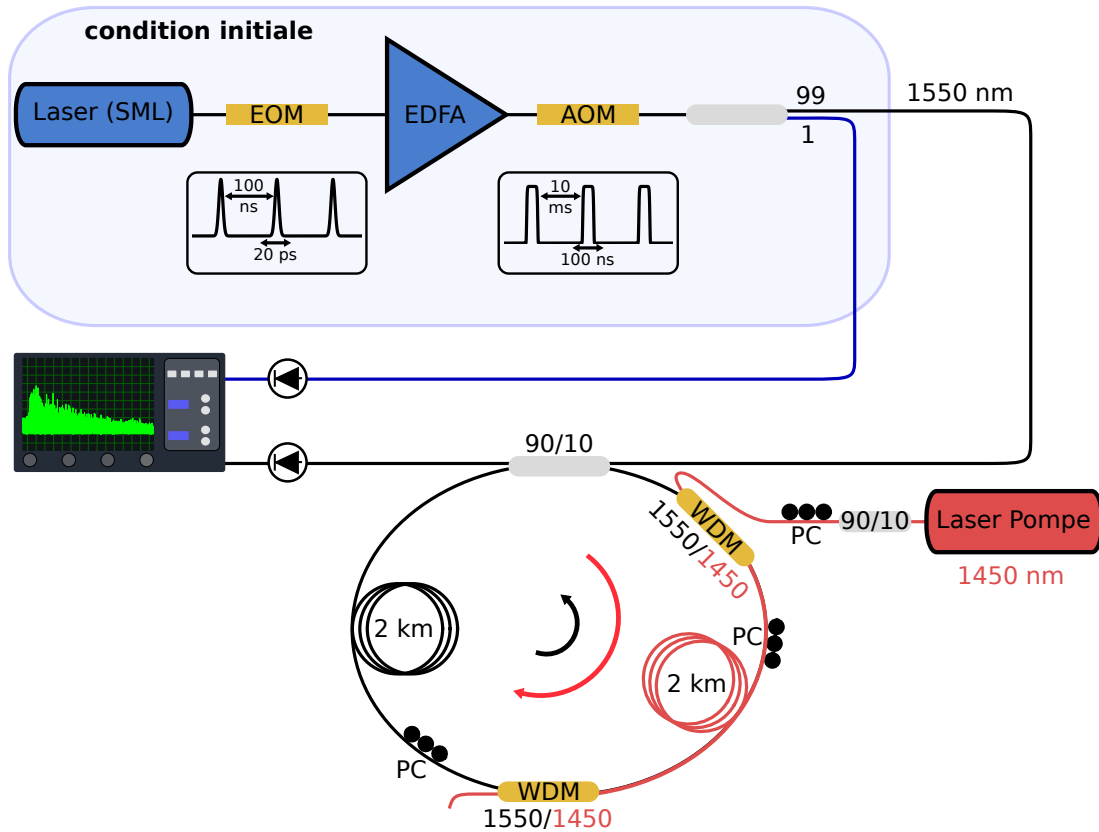 condition initiale
Laser (SML)
EOM
EDFA
AOM
99
1
1550 nm
100
ns
20 ps
10
ms
100 ns
90/10
WDM
1550/1450
PC
90/10
Laser Pompe
1450 nm
2 km
PC
2 km
PC
WDM
1550/1450